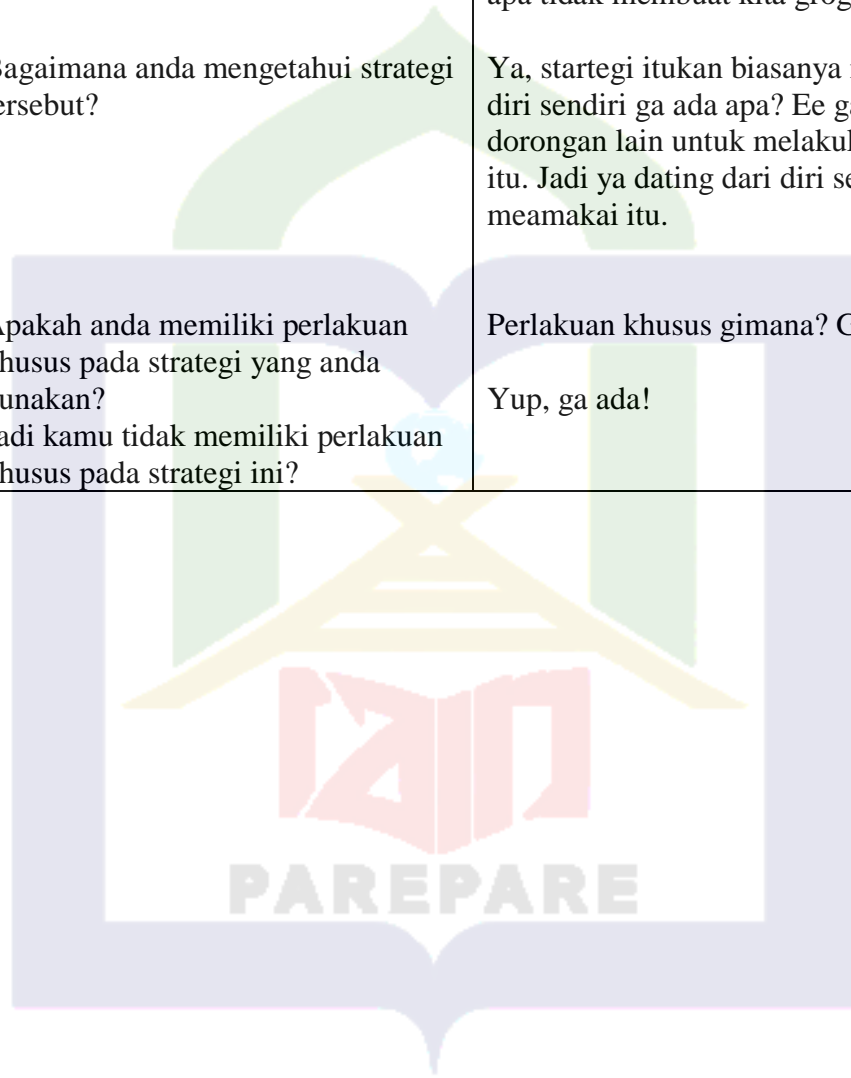 apa tidak membuat kita
Bagaimana anda mengetahui strategi
tersebut?
Ya, startegi itukan biasanya
diri sendiri ga ada apa? Ee
dorongan lain untuk
itu. Jadi ya dating dari diri
meamakai itu.
Apakah anda memiliki perlakuan
khusus pada strategi yang anda
gunakan?
Jadi kamu tidak memiliki perlakuan
khusus pada strategi ini?
Perlakuan khusus gimana?
Yup, ga ada!
PAREPARE